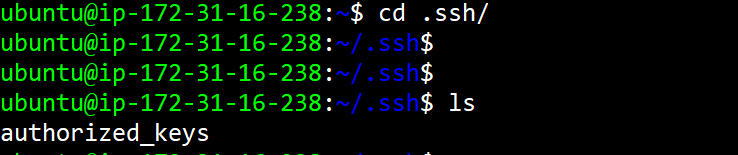 ubuntu@ip-172-31-16-238:~$ cd .ssh/
ubuntu@ip-172-31-16-238:~/.ssh$
ubuntu@ip-172-31-16-238:~/.ssh$
ubuntu@ip-172-31-16-238:~/.ssh$ ls
authorized_keys